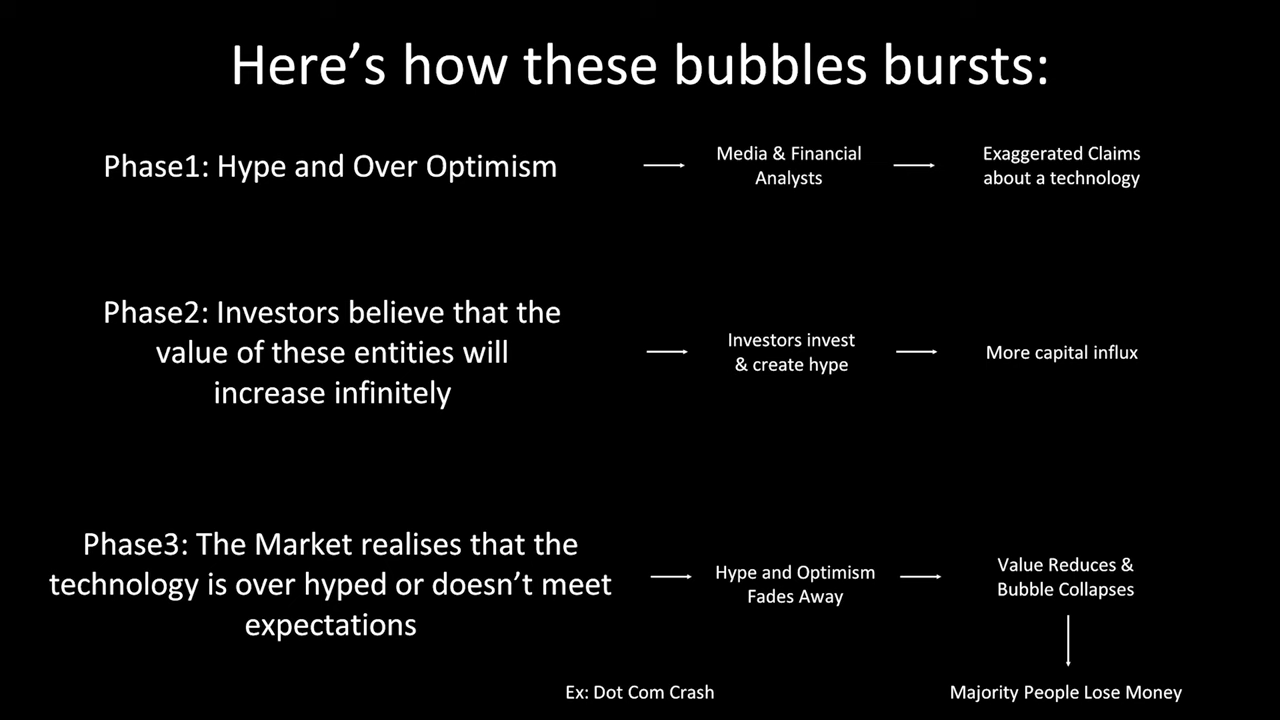 Here’s how these bubbles bursts:
Phase1: Hype and Over Optimism
Media & Financial
Analysts
Exaggerated Claims
about a technology
Phase2: Investors believe that the
value of these entities will
increase infinitely
Investors invest
& create hype
More capital influx
Phase3: The Market realises that the
technology is over hyped or doesn’t meet
expectations
Hype and Optimism
Fades Away
Value Reduces &
Bubble Collapses
Ex: Dot Com Crash
Majority People Lose Money